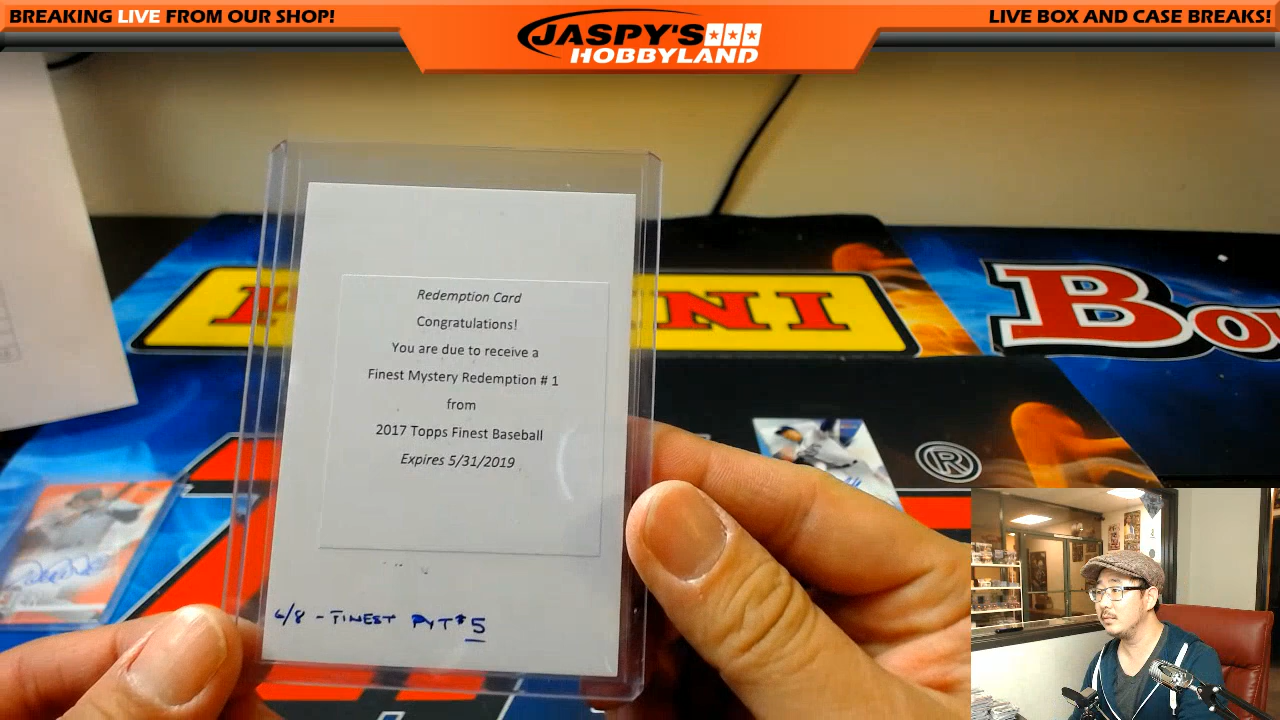 BREAKING LIVE FROM OUR SHOP!
JASPY'S
HOBBYLAND
LIVE BOX AND CASE BREAKS!
Redemption Card
Congratulations!
You are due to receive a
Finest Mystery Redemption # 1
from
2017 Topps Finest Baseball
Expires 5/31/2019
6/8 - FINEST PYT #5
NI
Bo
®